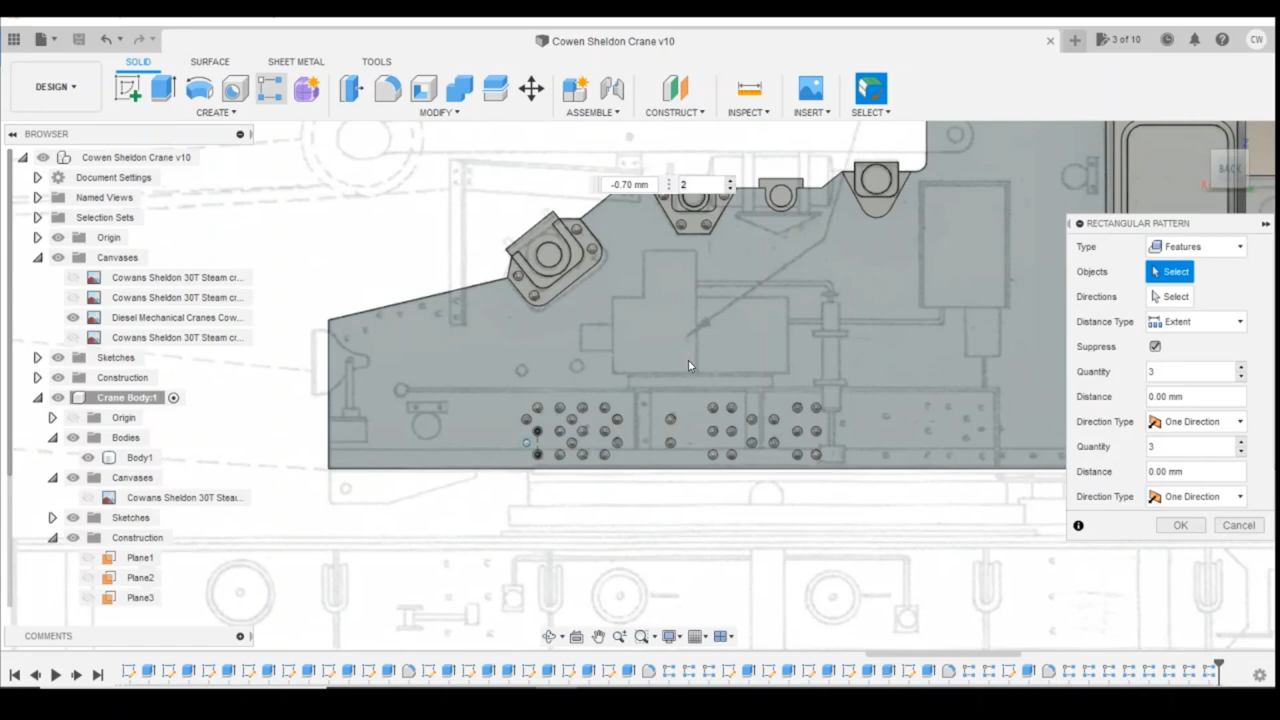 Cowen Sheldon Crane v10
3 of 10
CW
DESIGN
SOLID
SURFACE
SHEET METAL
TOOLS
CREATE
MODIFY
ASSEMBLE
CONSTRUCT
INSPECT
INSERT
SELECT
BROWSER
Cowen Sheldon Crane v10
Document Settings
Named Views
Selection Sets
Origin
Canvases
Cowans Sheldon 30T Steam cr...
Cowans Sheldon 30T Steam cr...
Diesel Mechanical Cranes Cow...
Cowans Sheldon 30T Steam cr...
Sketches
Construction
Crane Body:1
Origin
Bodies
Body1
Canvases
Cowans Sheldon 30T Steam...
Sketches
Construction
Plane1
Plane2
Plane3
COMMENTS
-0.70 mm
2
BACK
RECTANGULAR PATTERN
Type Features
Objects Select
Directions Select
Distance Type Extent
Suppress
Quantity 3
Distance 0.00 mm
Direction Type One Direction
Quantity 3
Distance 0.00 mm
Direction Type One Direction
OK Cancel